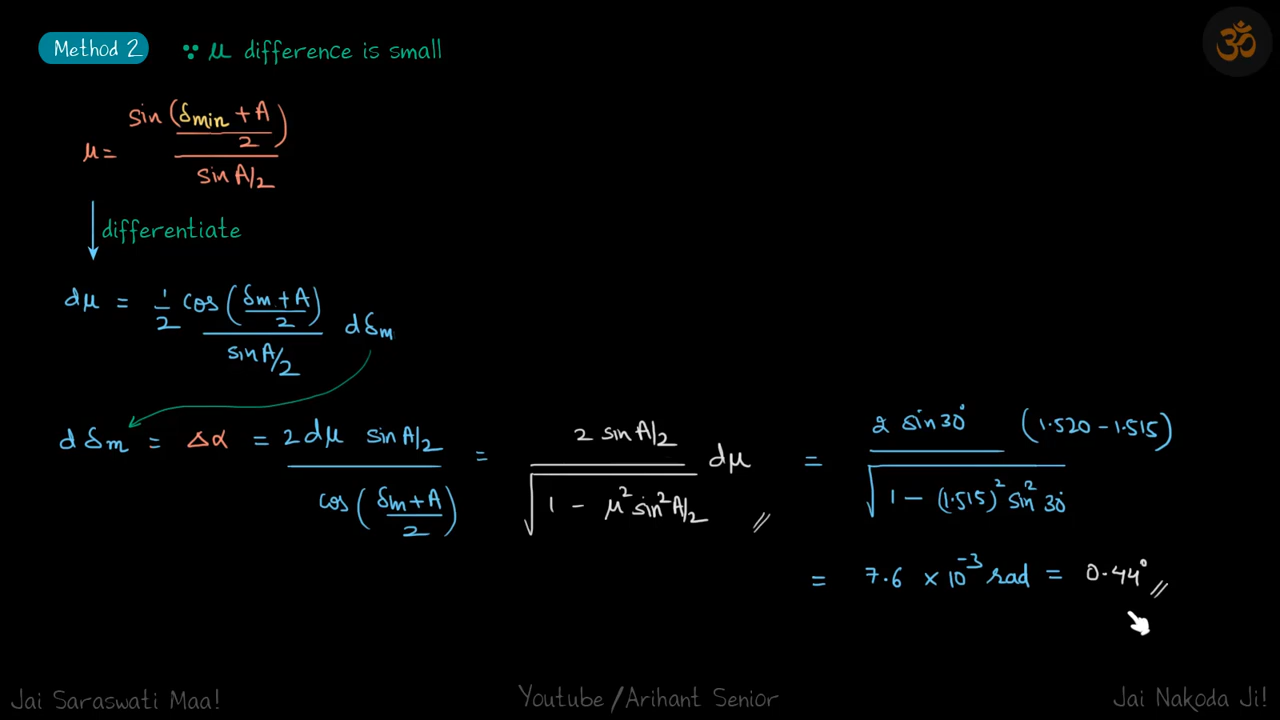 Method 2 ∵ μ difference is small
μ = sin((δmin + A)/2) / sin A/2
differentiate
dμ = 1/2 cos((δm + A)/2) / sin A/2 dδm
dδm = Δα = 2dμ sin A/2 / cos((δm + A)/2) = 2 sin A/2 / √(1 − μ² sin² A/2) dμ // = 2 sin 30° / √(1 − (1.515)² sin² 30) (1.520 − 1.515)
= 7.6 × 10⁻³ rad = 0.44° //
ॐ
Jai Saraswati Maa! Youtube /Arihant Senior Jai Nakoda Ji!